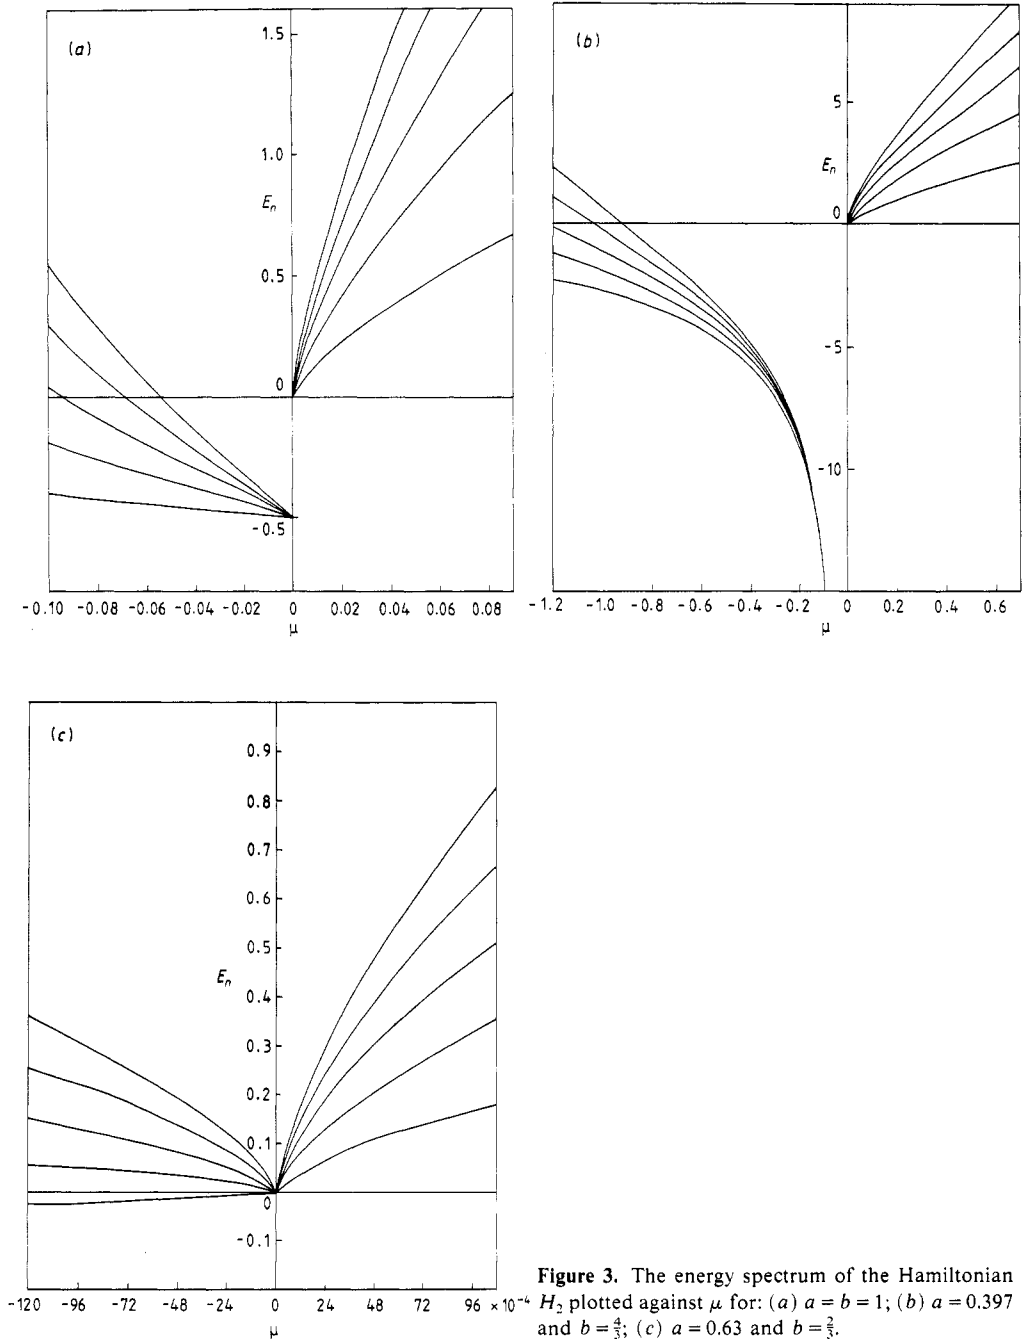 (a)
1.5
1.0
E_n
0.5
0
-0.5
-0.10 -0.08 -0.06 -0.04 -0.02 0 0.02 0.04 0.06 0.08
μ
(b)
5
E_n
0
-5
-10
-1.2 -1.0 -0.8 -0.6 -0.4 -0.2 0 0.2 0.4 0.6
μ
(c)
0.9
0.8
0.7
0.6
0.5
E_n
0.4
0.3
0.2
0.1
0
-0.1
-120 -96 -72 -48 -24 0 24 48 72 96 ×10⁻⁴
μ
Figure 3. The energy spectrum of the Hamiltonian
H₂ plotted against μ for: (a) a = b = 1; (b) a = 0.397
and b = 4/3; (c) a = 0.63 and b = 2/3.